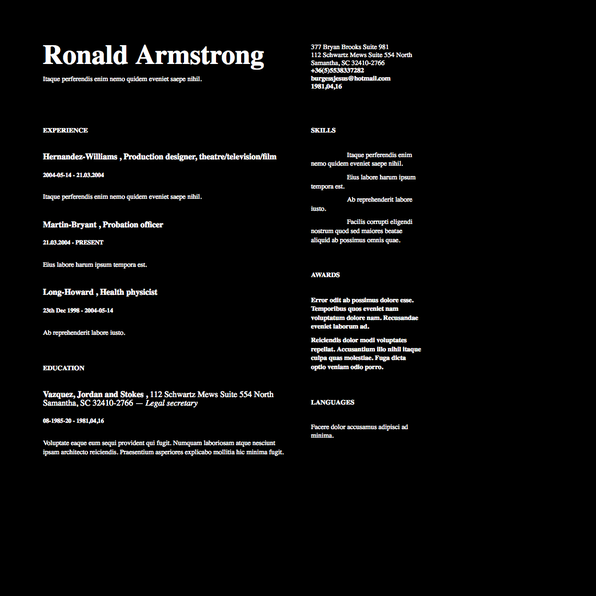 Ronald Armstrong
Itaque perferendis enim nemo quidem eveniet saepe nihil.
377 Bryan Brooks Suite 981
112 Schwartz Mews Suite 554 North
Samantha, SC 32410-2766
+36(5)5538337282
burgessjesus@hotmail.com
1981,04,16
EXPERIENCE
Hernandez-Williams , Production designer, theatre/television/film
2004-05-14 - 21.03.2004
Itaque perferendis enim nemo quidem eveniet saepe nihil.
Martin-Bryant , Probation officer
21.03.2004 - PRESENT
Eius labore harum ipsum tempora est.
Long-Howard , Health physicist
23th Dec 1998 - 2004-05-14
Ab reprehenderit labore iusto.
EDUCATION
Vazquez, Jordan and Stokes , 112 Schwartz Mews Suite 554 North
Samantha, SC 32410-2766 — Legal secretary
08-1985-20 - 1981,04,16
Voluptate eaque eum sequi provident qui fugit. Numquam laboriosam atque nesciunt
ipsam architecto reiciendis. Praesentium asperiores explicabo mollitia hic minima fugit.
SKILLS
Itaque perferendis enim
nemo quidem eveniet saepe nihil.
Eius labore harum ipsum
tempora est.
Ab reprehenderit labore
iusto.
Facilis corrupti eligendi
nostrum quod sed maiores beatae
aliquid ab possimus omnis quae.
AWARDS
Error odit ab possimus dolore esse.
Temporibus quos eveniet nam
voluptatum dolore nam. Recusandae
eveniet laborum ad.
Reiciendis dolor modi voluptates
repellat. Accusantium illo nihil itaque
culpa quas molestiae. Fuga dicta
optio veniam odio porro.
LANGUAGES
Facere dolor accusamus adipisci ad
minima.